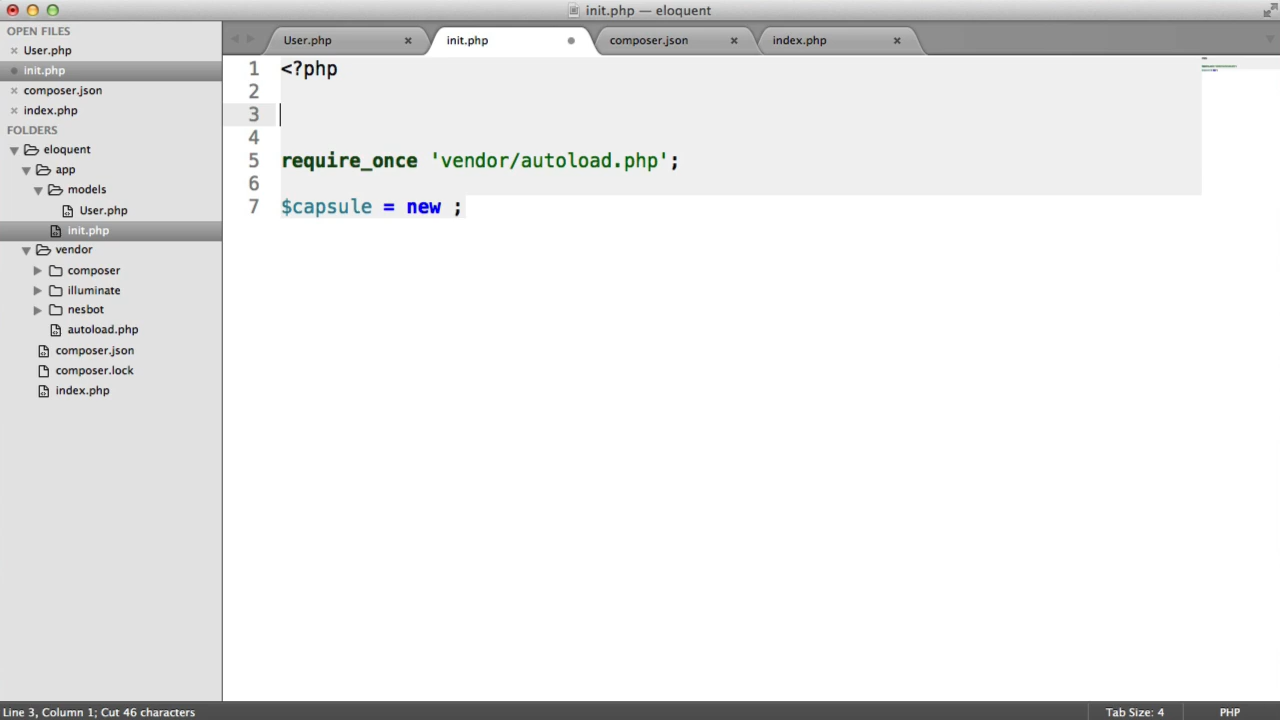 init.php — eloquent
OPEN FILES
User.php
init.php
composer.json
index.php
FOLDERS
eloquent
app
models
User.php
init.php
vendor
composer
illuminate
nesbot
autoload.php
composer.json
composer.lock
index.php
User.php
init.php
composer.json
index.php
1 <?php
2
3
4
5 require_once 'vendor/autoload.php';
6
7 $capsule = new ;
Line 3, Column 1; Cut 46 characters
Tab Size: 4
PHP